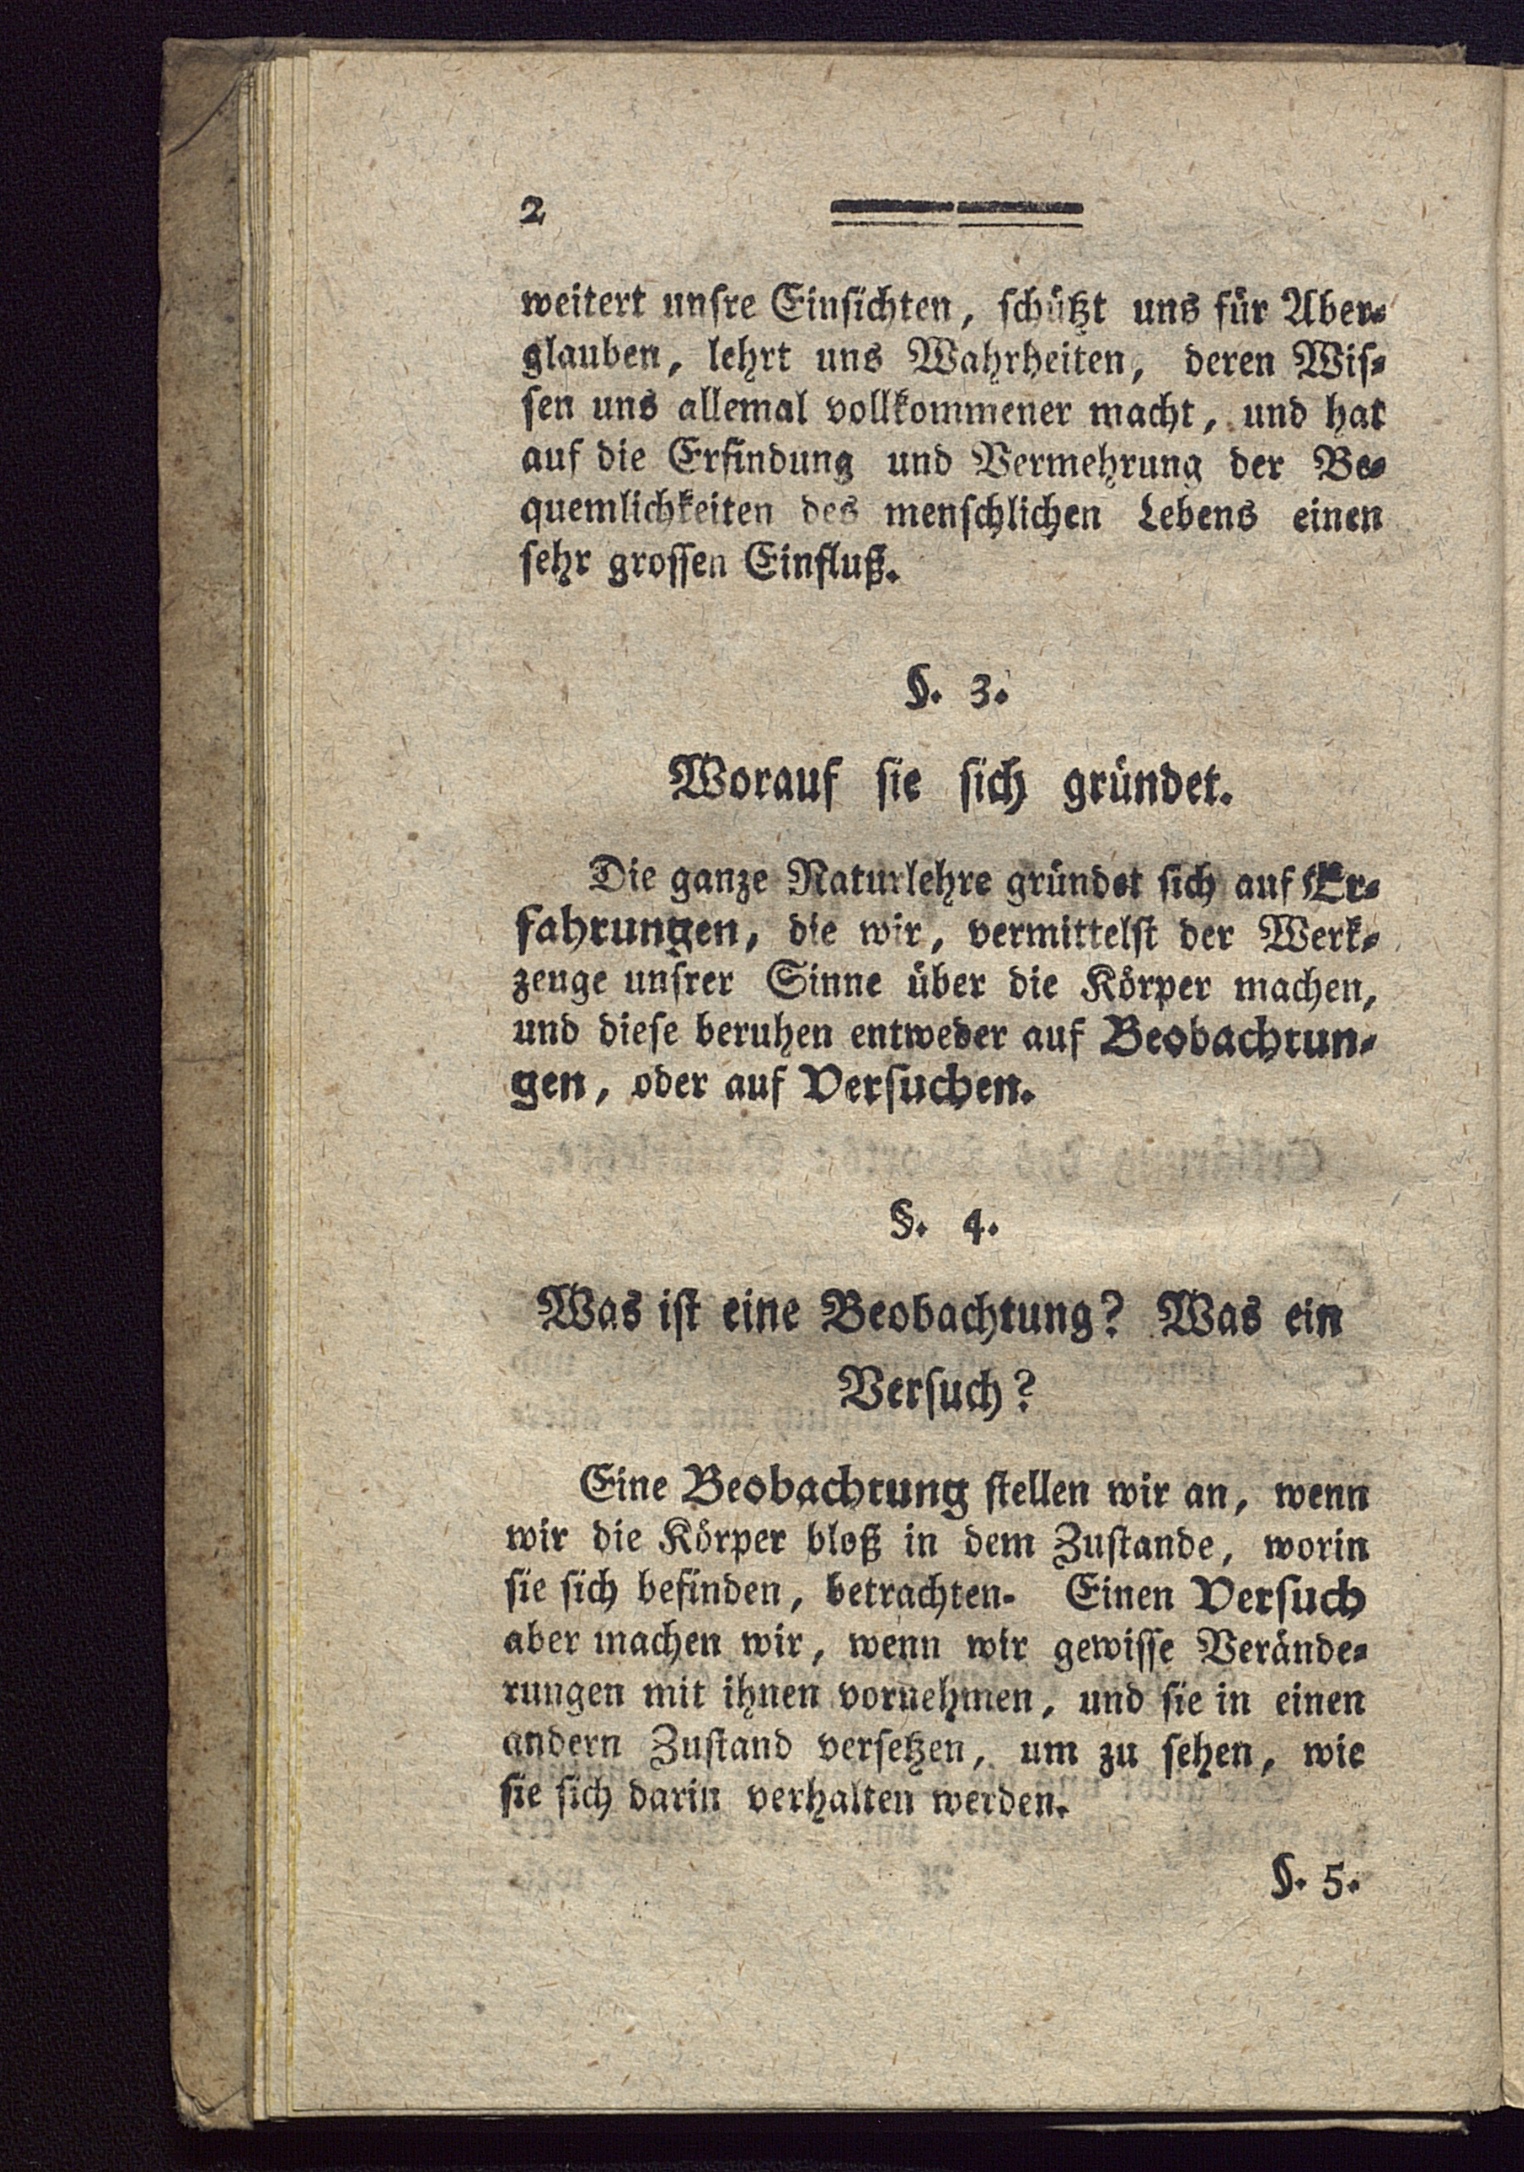 2
weitert unsre Einsichten, schützt uns für Aber-
glauben, lehrt uns Wahrheiten, deren Wis-
sen uns allemal vollkommener macht, und hat
auf die Erfindung und Vermehrung der Be-
quemlichkeiten des menschlichen Lebens einen
sehr grossen Einfluß.
§. 3.
Worauf sie sich gründet.
Die ganze Naturlehre gründet sich auf Er-
fahrungen, die wir, vermittelst der Werk-
zeuge unsrer Sinne über die Körper machen,
und diese beruhen entweder auf Beobachtun-
gen, oder auf Versuchen.
§. 4.
Was ist eine Beobachtung? Was ein
Versuch?
Eine Beobachtung stellen wir an, wenn
wir die Körper bloß in dem Zustande, worin
sie sich befinden, betrachten. Einen Versuch
aber machen wir, wenn wir gewisse Verände-
rungen mit ihnen vornehmen, und sie in einen
andern Zustand versetzen, um zu sehen, wie
sie sich darin verhalten werden.
§. 5.